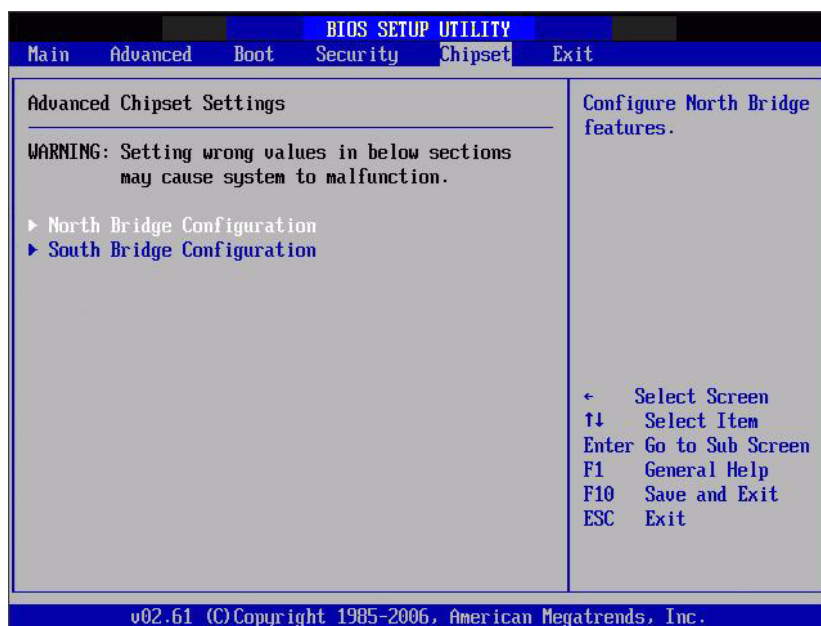 BIOS SETUP UTILITY
Main Advanced Boot Security Chipset Exit
Advanced Chipset Settings
WARNING: Setting wrong values in below sections
may cause system to malfunction.
▶ North Bridge Configuration
▶ South Bridge Configuration
Configure North Bridge
features.
← Select Screen
↑↓ Select Item
Enter Go to Sub Screen
F1 General Help
F10 Save and Exit
ESC Exit
v02.61 (C)Copyright 1985-2006, American Megatrends, Inc.